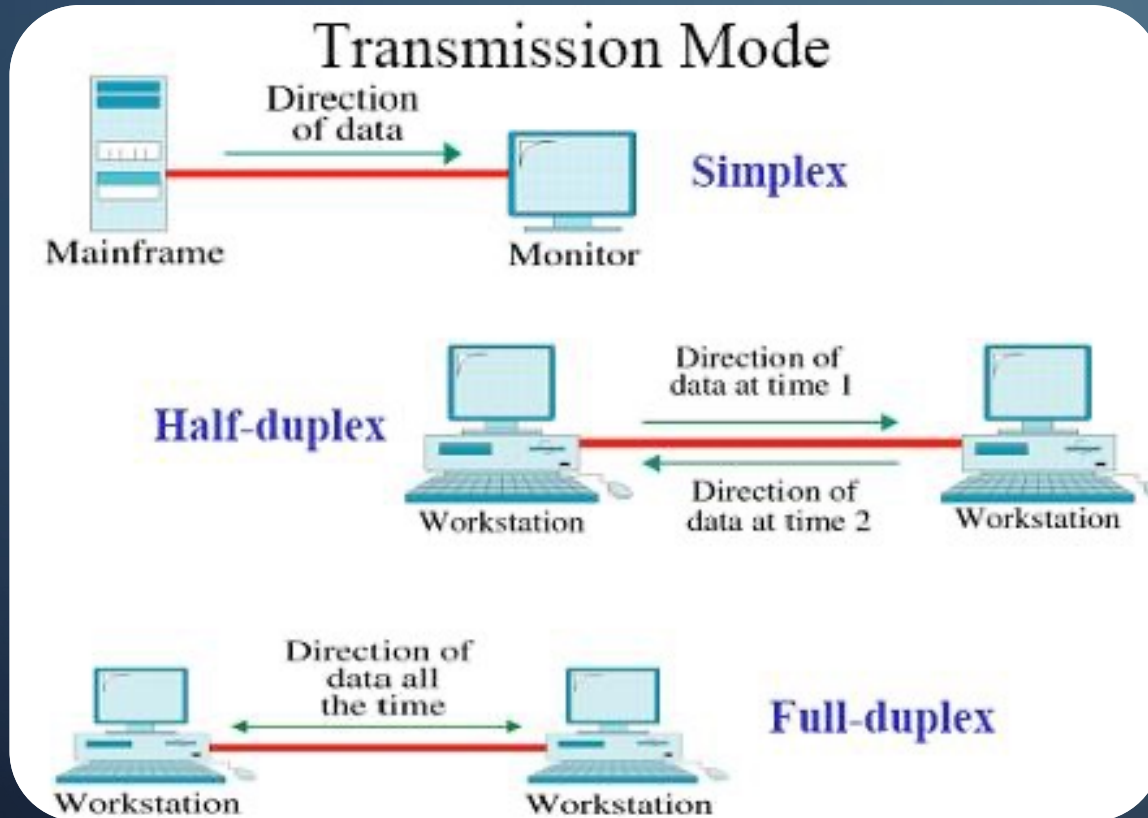 Transmission Mode
Direction
of data
Simplex
Mainframe
Monitor
Direction of
data at time 1
Half-duplex
Direction of
data at time 2
Workstation
Workstation
Direction of
data all
the time
Full-duplex
Workstation
Workstation